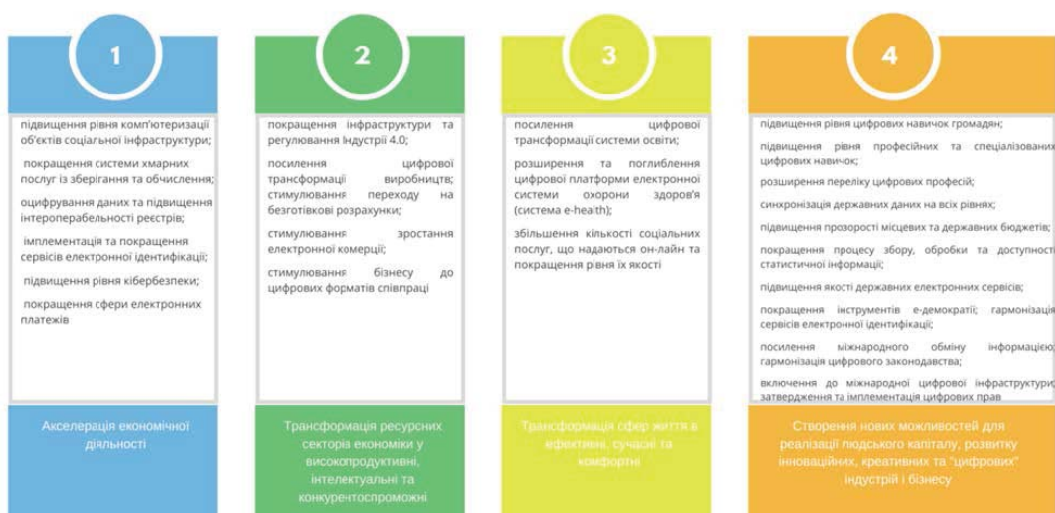 1
підвищення рівня комп'ютеризації
об'єктів соціальної інфраструктури;
покращення системи хмарних
послуг із зберігання та обчислення;
оцифрування даних та підвищення
інтероперабельності реєстрів;
імплементація та покращення
сервісів електронної ідентифікації;
підвищення рівня кібербезпеки;
покращення сфери електронних
платежів
Акселерація економічної
діяльності
2
покращення інфраструктури та
регулювання Індустрії 4.0;
посилення цифрової
трансформації виробництв;
стимулювання переходу на
безготівкові розрахунки;
стимулювання зростання
електронної комерції;
стимулювання бізнесу до
цифрових форматів співпраці
Трансформація ресурсних
секторів економіки у
високопродуктивні,
інтелектуальні та
конкурентоспроможні
3
посилення цифрової
трансформації системи освіти;
розширення та поглиблення
цифрової платформи електронної
системи охорони здоров'я
(система e-health);
збільшення кількості соціальних
послуг, що надаються он-лайн та
покращення рівня їх якості
Трансформація сфер життя в
ефективні, сучасні та
комфортні
4
підвищення рівня цифрових навичок громадян;
підвищення рівня професійних та спеціалізованих
цифрових навичок;
розширення переліку цифрових професій;
синхронізація державних даних на всіх рівнях;
підвищення прозорості місцевих та державних бюджетів;
покращення процесу збору, обробки та доступності
статистичної інформації;
підвищення якості державних електронних сервісів;
покращення інструментів е-демократії; гармонізація
сервісів електронної ідентифікації;
посилення міжнародного обміну інформацією;
гармонізація цифрового законодавства;
включення до міжнародної цифрової інфраструктури;
затвердження та імплементація цифрових прав
Створення нових можливостей для
реалізації людського капіталу, розвитку
інноваційних, креативних та "цифрових"
індустрій і бізнесу